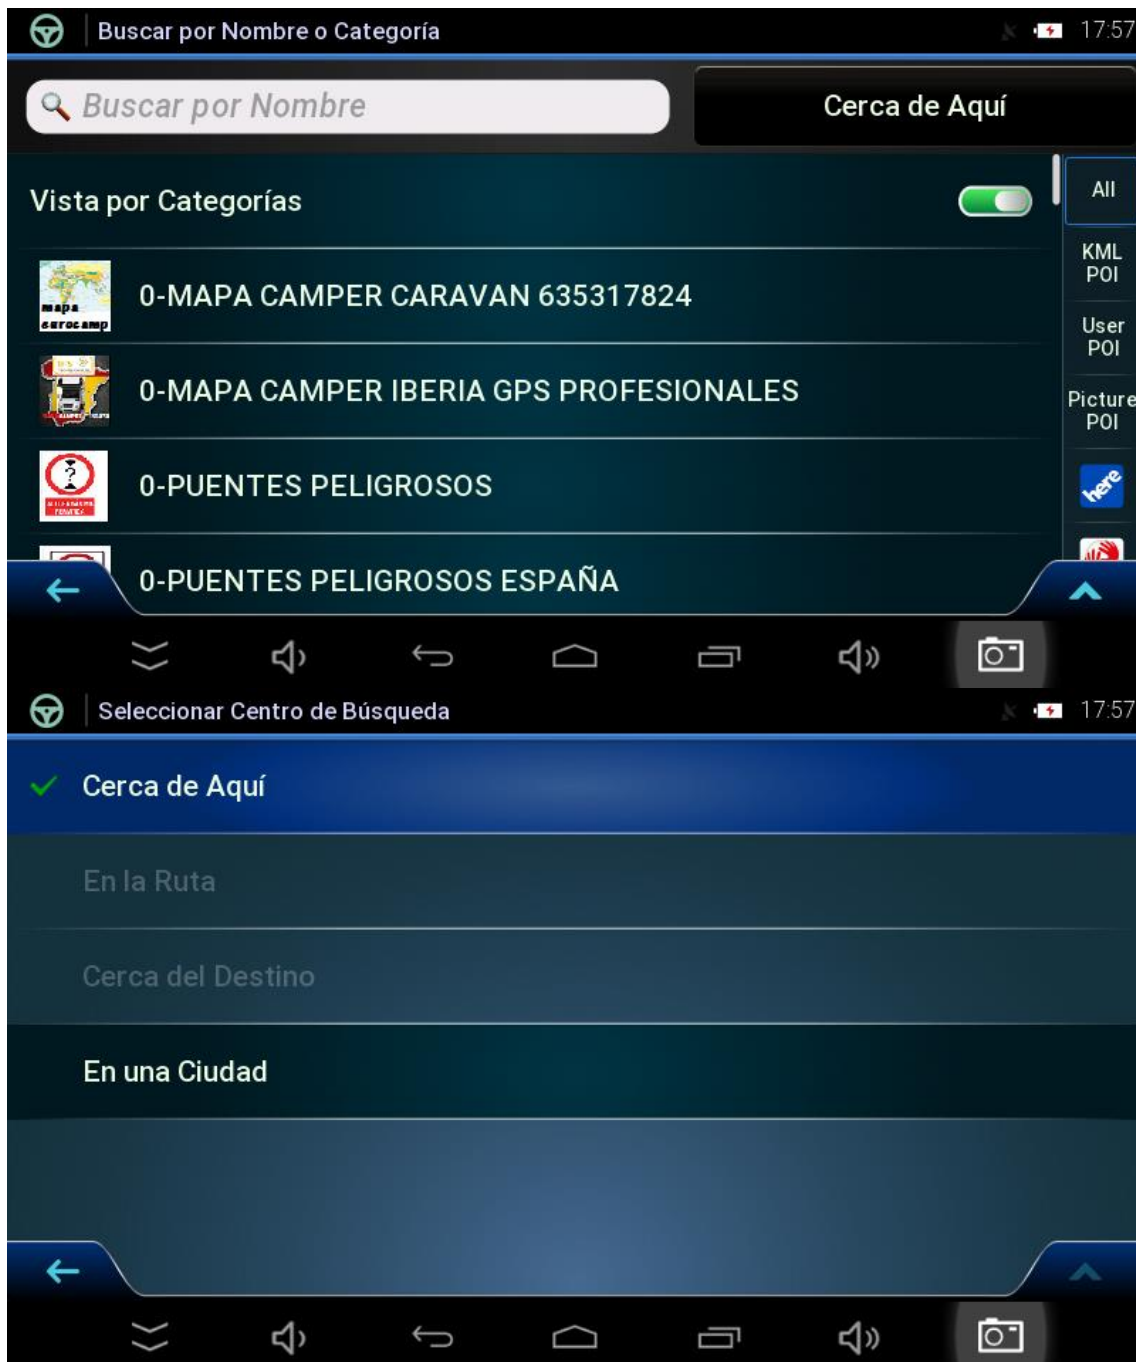 Buscar por Nombre o Categoría
17:57
Buscar por Nombre
Cerca de Aquí
Vista por Categorías
All
KML
POI
User
POI
Picture
POI
here
mapa
eurocamp
0-MAPA CAMPER CARAVAN 635317824
0-MAPA CAMPER IBERIA GPS PROFESIONALES
?
0-PUENTES PELIGROSOS
0-PUENTES PELIGROSOS ESPAÑA
Seleccionar Centro de Búsqueda
17:57
Cerca de Aquí
En la Ruta
Cerca del Destino
En una Ciudad